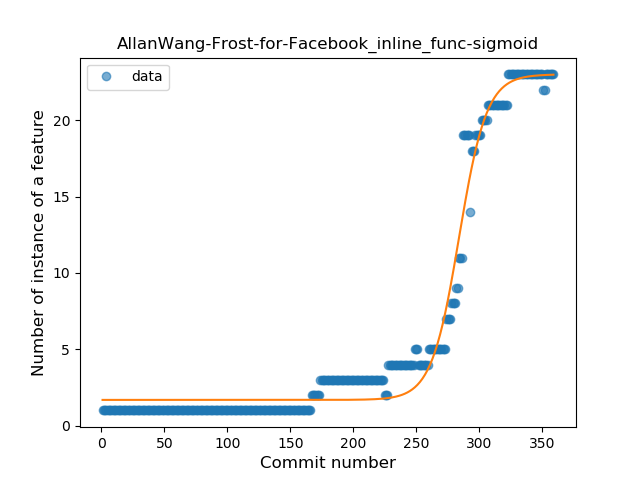 AllanWang-Frost-for-Facebook_inline_func-sigmoid
data
Number of instance of a feature
20
15
10
5
0
0 50 100 150 200 250 300 350
Commit number